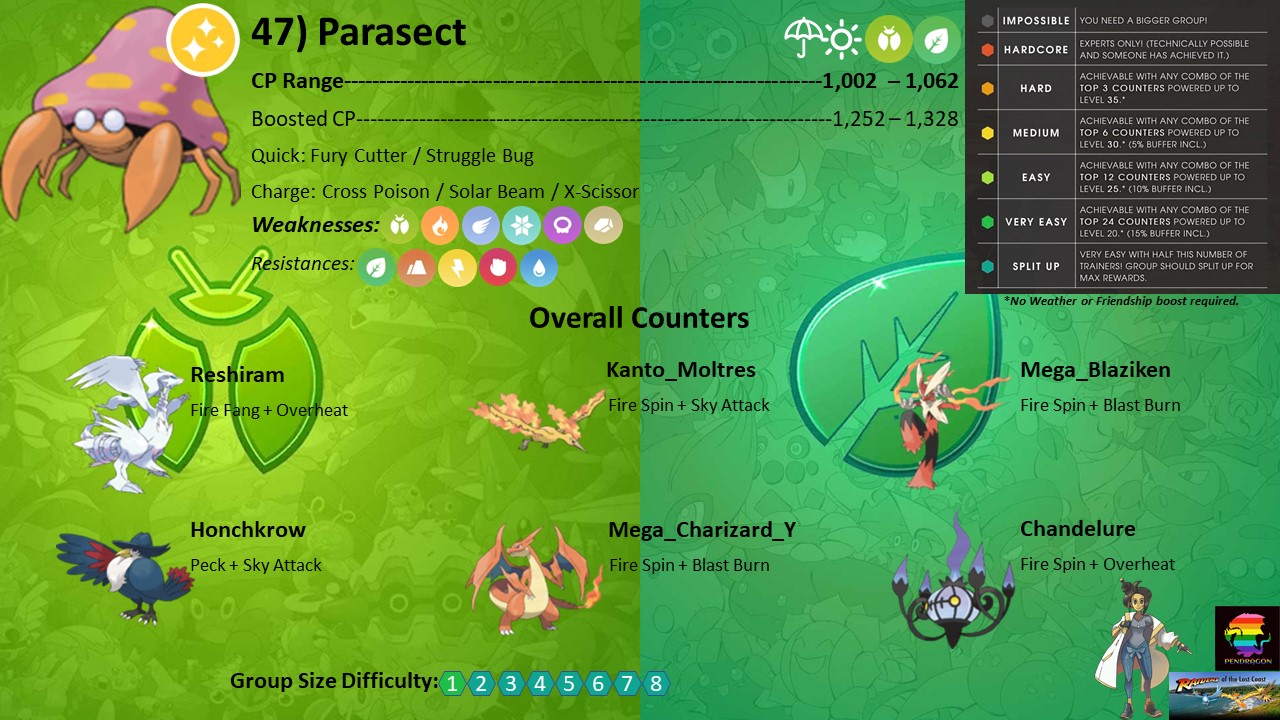 47) Parasect
CP Range----------1,002 – 1,062
Boosted CP----------1,252 – 1,328
Quick: Fury Cutter / Struggle Bug
Charge: Cross Poison / Solar Beam / X-Scissor
Weaknesses:
Resistances:
IMPOSSIBLE YOU NEED A BIGGER GROUP!
HARDCORE EXPERTS ONLY! (TECHNICALLY POSSIBLE
AND SOMEONE HAS ACHIEVED IT.)
HARD ACHIEVABLE WITH ANY COMBO OF THE
TOP 3 COUNTERS POWERED UP TO
LEVEL 35.*
MEDIUM ACHIEVABLE WITH ANY COMBO OF THE
TOP 6 COUNTERS POWERED UP TO
LEVEL 30.* (5% BUFFER INCL.)
EASY ACHIEVABLE WITH ANY COMBO OF THE
TOP 12 COUNTERS POWERED UP TO
LEVEL 25.* (10% BUFFER INCL.)
VERY EASY ACHIEVABLE WITH ANY COMBO OF THE
TOP 24 COUNTERS POWERED UP TO
LEVEL 20.* (15% BUFFER INCL.)
SPLIT UP VERY EASY WITH HALF THIS NUMBER OF
TRAINERS! GROUP SHOULD SPLIT UP FOR
MAX REWARDS.
*No Weather or Friendship boost required.
Overall Counters
Reshiram
Fire Fang + Overheat
Kanto_Moltres
Fire Spin + Sky Attack
Mega_Blaziken
Fire Spin + Blast Burn
Honchkrow
Peck + Sky Attack
Mega_Charizard_Y
Fire Spin + Blast Burn
Chandelure
Fire Spin + Overheat
Group Size Difficulty: 1 2 3 4 5 6 7 8
PENDRAGON
RAIDERS of the Lost Coast